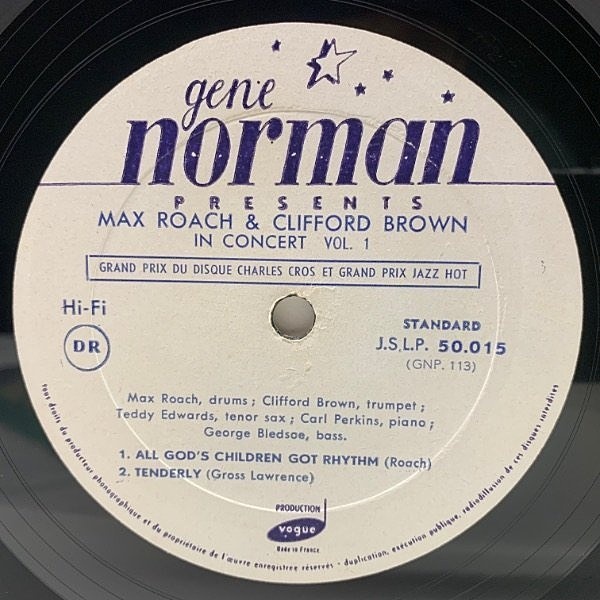 gene
norman
PRESENTS
MAX ROACH & CLIFFORD BROWN
IN CONCERT VOL. 1
GRAND PRIX DU DISQUE CHARLES CROS ET GRAND PRIX JAZZ HOT
Hi-Fi
DR
STANDARD
J.S.L.P. 50.015
(GNP. 113)
Max Roach, drums ; Clifford Brown, trumpet ;
Teddy Edwards, tenor sax ; Carl Perkins, piano ;
George Bledsoe, bass.
1. ALL GOD'S CHILDREN GOT RHYTHM (Roach)
2. TENDERLY (Gross Lawrence)
PRODUCTION
vogue
Made in France
tous droits du producteur phonographique et du propriétaire de l'œuvre enregistrée réservés - duplication, exécution publique, radiodiffusion de ces disques interdites